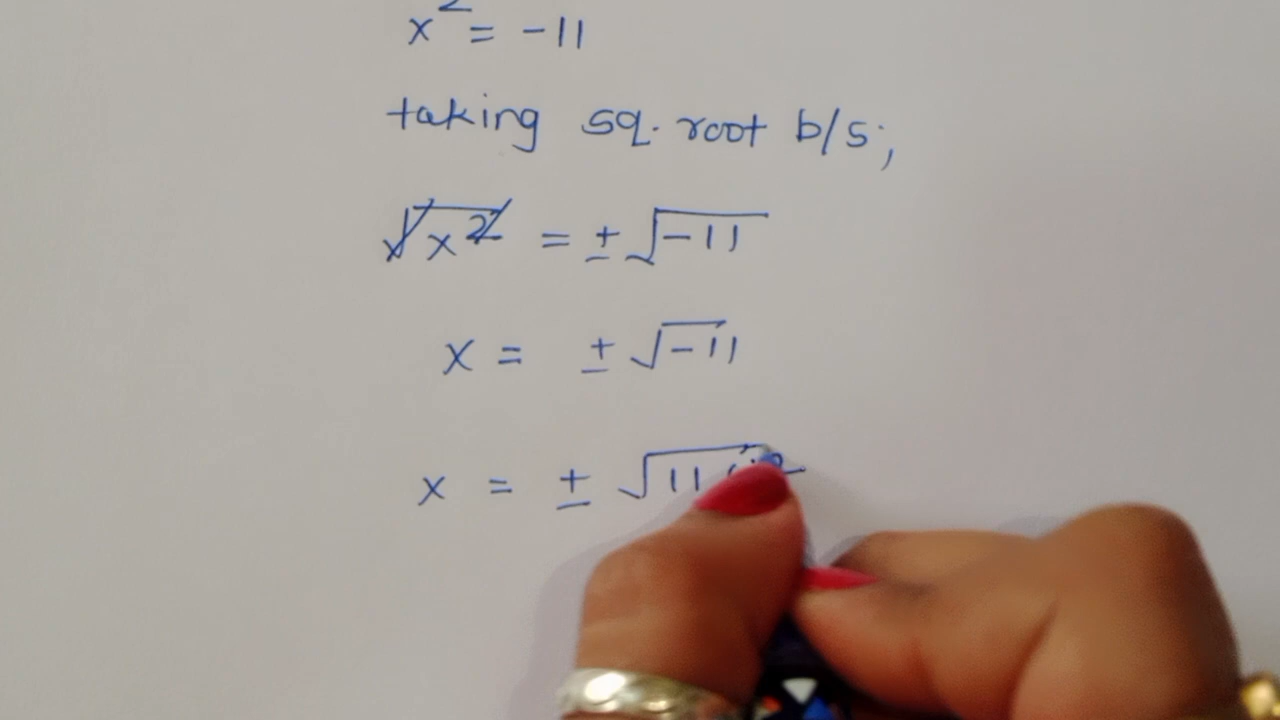 x² = -11
taking sq. root b/s;
√x² = ± √-11
x = ± √-11
x = ± √11